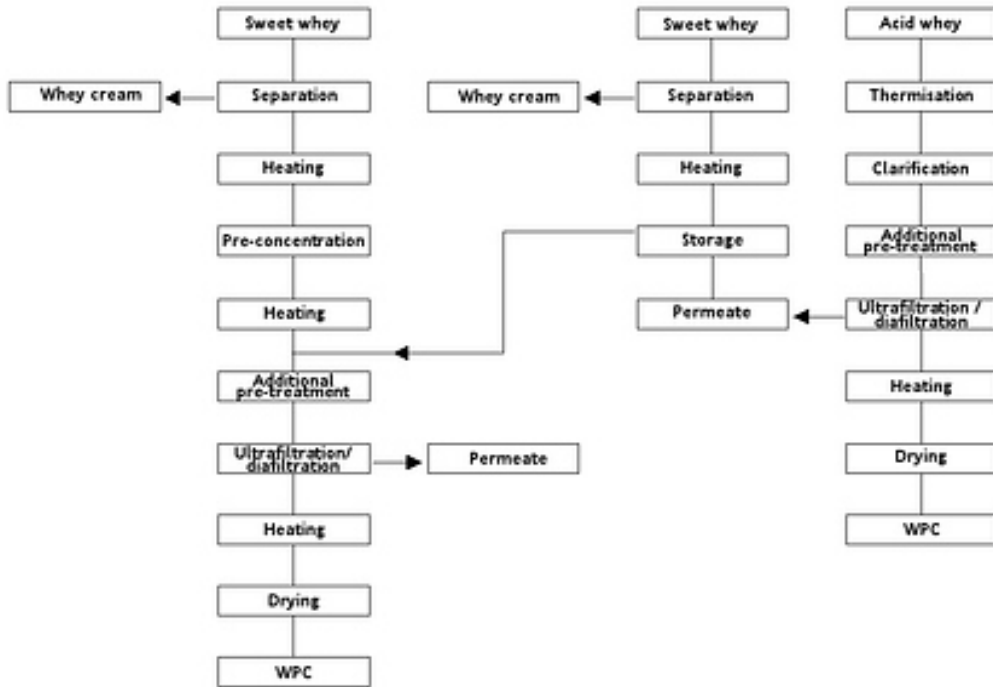 Sweet whey
Sweet whey
Acid whey
Whey cream
Separation
Whey cream
Separation
Thermisation
Heating
Heating
Clarification
Pre-concentration
Storage
Additional
pre-treatment
Heating
Permeate
Ultrafiltration /
diafiltration
Additional
pre-treatment
Heating
Ultrafiltration/
diafiltration
Permeate
Drying
Heating
WPC
Drying
WPC